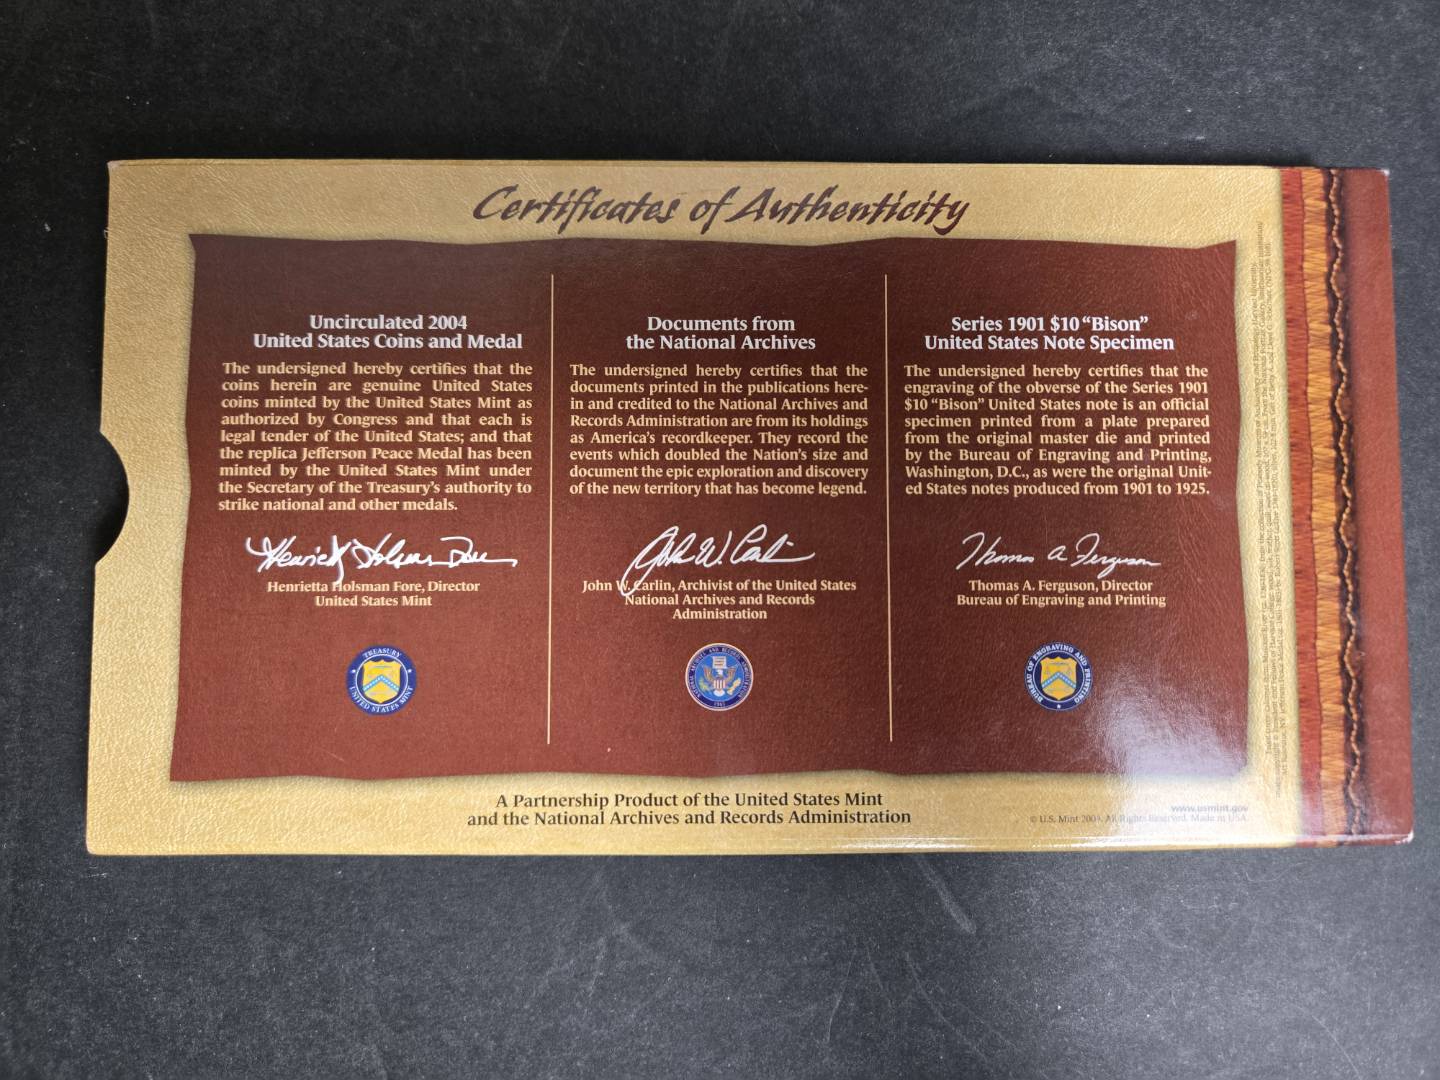 Certificates of Authenticity
Uncirculated 2004
United States Coins and Medal
The undersigned hereby certifies that the
coins herein are genuine United States
coins minted by the United States Mint as
authorized by Congress and that each is
legal tender of the United States; and that
the replica Jefferson Peace Medal has been
minted by the United States Mint under
the Secretary of the Treasury's authority to
strike national and other medals.
Henrietta Holsman Fore
Henrietta Holsman Fore, Director
United States Mint
TREASURY
UNITED STATES MINT
Documents from
the National Archives
The undersigned hereby certifies that the
documents printed in the publications here-
in and credited to the National Archives and
Records Administration are from its holdings
as America's recordkeeper. They record the
events which doubled the Nation's size and
document the epic exploration and discovery
of the new territory that has become legend.
John W. Carlin
John W. Carlin, Archivist of the United States
National Archives and Records
Administration
Series 1901 $10 “Bison”
United States Note Specimen
The undersigned hereby certifies that the
engraving of the obverse of the Series 1901
$10 “Bison” United States note is an official
specimen printed from a plate prepared
from the original master die and printed
by the Bureau of Engraving and Printing,
Washington, D.C., as were the original Unit-
ed States notes produced from 1901 to 1925.
Thomas A. Ferguson
Thomas A. Ferguson, Director
Bureau of Engraving and Printing
BUREAU OF ENGRAVING AND PRINTING
A Partnership Product of the United States Mint
and the National Archives and Records Administration
www.usmint.gov
© U.S. Mint 2004. All Rights Reserved. Made in USA.